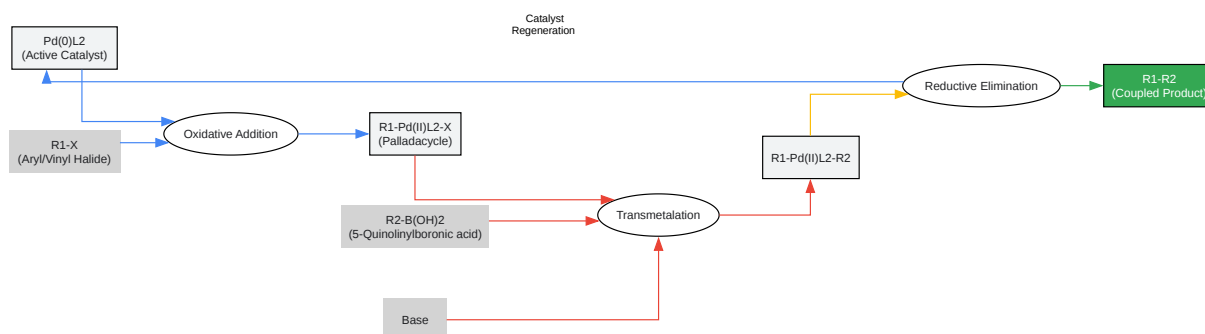 Catalyst
Regeneration
Pd(0)L2
(Active Catalyst)
Reductive Elimination
R1-R2
(Coupled Product)
Oxidative Addition
R1-Pd(II)L2-X
(Palladacycle)
R1-X
(Aryl/Vinyl Halide)
R1-Pd(II)L2-R2
R2-B(OH)2
(5-Quinolinylboronic acid)
Transmetalation
Base